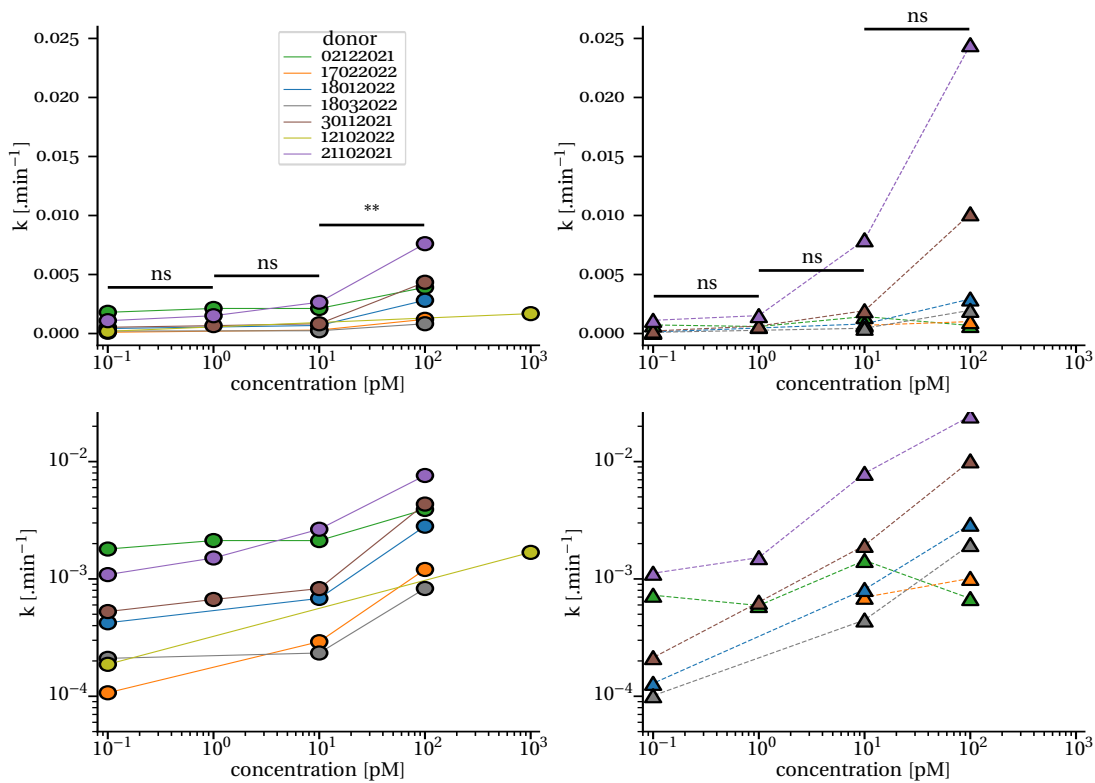 ns
0.025
0.020
0.015
0.010
0.005
0.000
k [.min⁻¹]
donor
02122021
17022022
18012022
18032022
30112021
12102022
21102021
ns
ns
**
10⁻¹ 10⁰ 10¹ 10² 10³
concentration [pM]
0.025
0.020
0.015
0.010
0.005
0.000
k [.min⁻¹]
ns
ns
10⁻¹ 10⁰ 10¹ 10² 10³
concentration [pM]
10⁻²
10⁻³
10⁻⁴
k [.min⁻¹]
10⁻¹ 10⁰ 10¹ 10² 10³
concentration [pM]
10⁻²
10⁻³
10⁻⁴
k [.min⁻¹]
10⁻¹ 10⁰ 10¹ 10² 10³
concentration [pM]